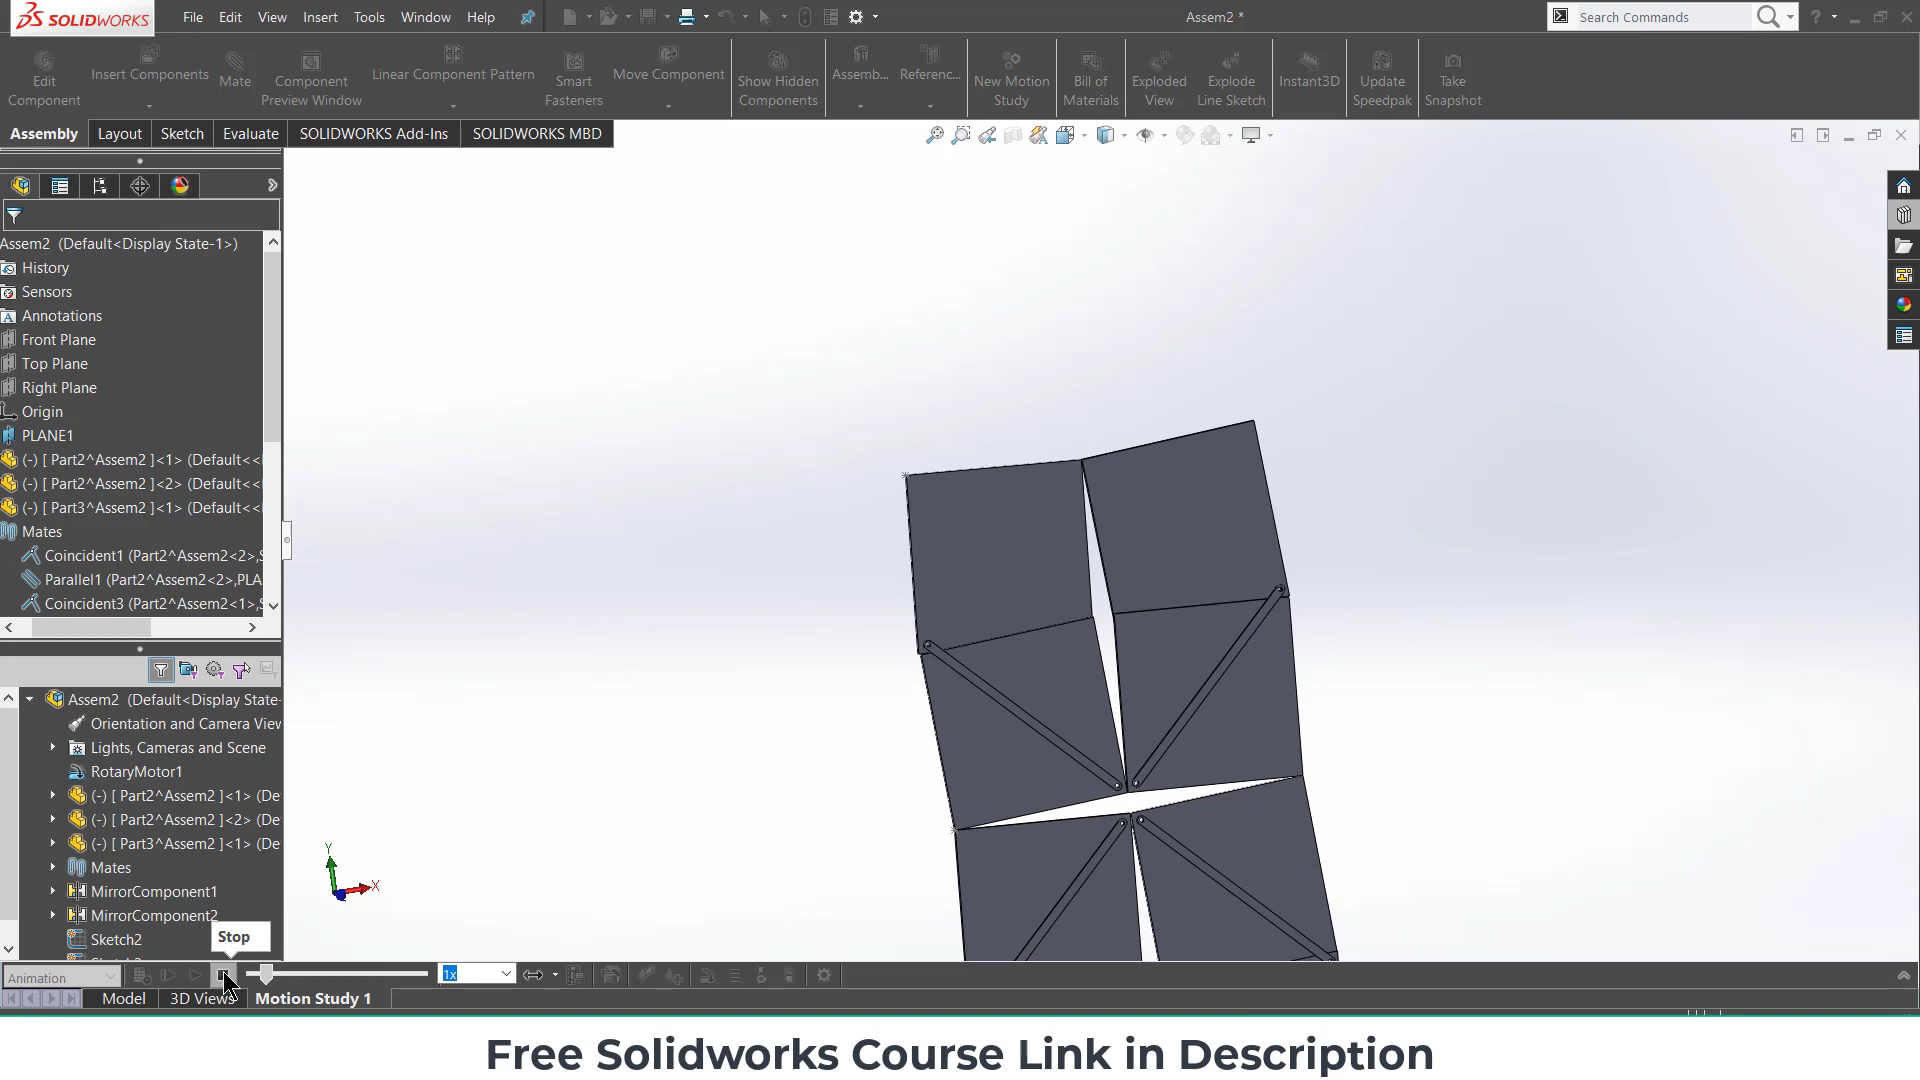 SOLIDWORKS File Edit View Insert Tools Window Help Assem2 * Search Commands ?
Edit Component
Insert Components
Mate
Component Preview Window
Linear Component Pattern
Smart Fasteners
Move Component
Show Hidden Components
Assemb...
Referenc...
New Motion Study
Bill of Materials
Exploded View
Explode Line Sketch
Instant3D
Update Speedpak
Take Snapshot
Assembly Layout Sketch Evaluate SOLIDWORKS Add-Ins SOLIDWORKS MBD
Assem2 (Default<Display State-1>)
History
Sensors
A Annotations
Front Plane
Top Plane
Right Plane
Origin
PLANE1
(-) [ Part2^Assem2 ]<1> (Default<<
(-) [ Part2^Assem2 ]<2> (Default<<
(-) [ Part3^Assem2 ]<1> (Default<<
Mates
Coincident1 (Part2^Assem2<2>,S
Parallel1 (Part2^Assem2<2>,PLA
Coincident3 (Part2^Assem2<1>,S
Assem2 (Default<Display State-
Orientation and Camera View
Lights, Cameras and Scene
RotaryMotor1
(-) [ Part2^Assem2 ]<1> (De
(-) [ Part2^Assem2 ]<2> (De
(-) [ Part3^Assem2 ]<1> (De
Mates
MirrorComponent1
MirrorComponent2
Stop
Sketch2
Y
X
Animation 1x
Model 3D Views Motion Study 1
Free Solidworks Course Link in Description